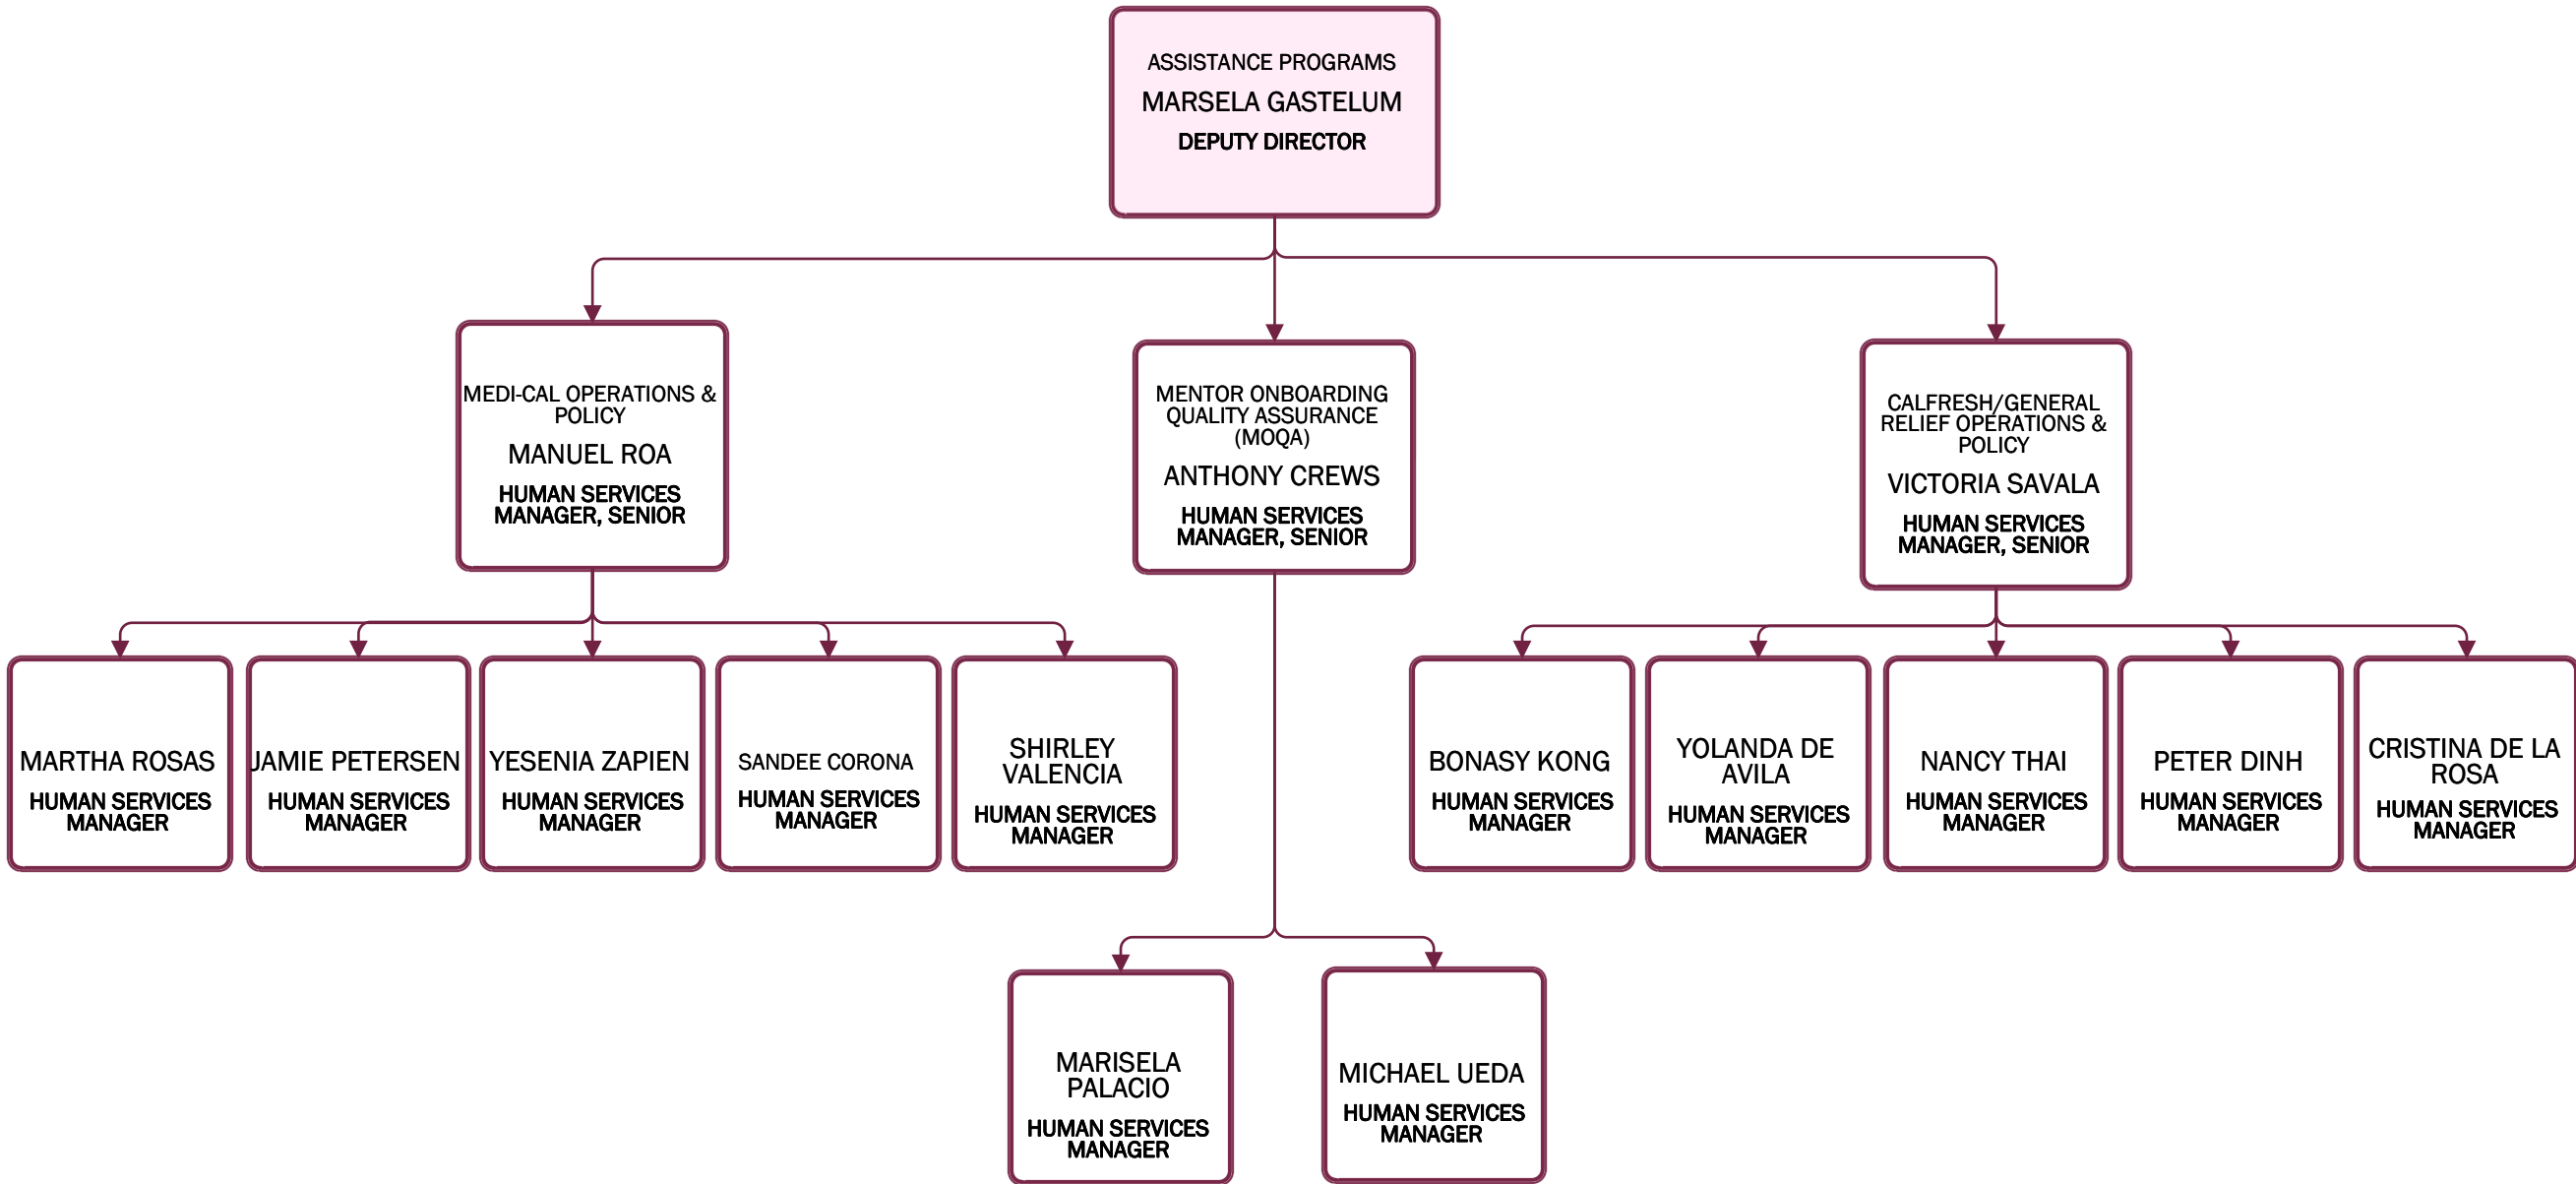 ASSISTANCE PROGRAMS
MARSELA GASTELUM
DEPUTY DIRECTOR
MEDI-CAL OPERATIONS &
POLICY
MANUEL ROA
HUMAN SERVICES
MANAGER, SENIOR
MENTOR ONBOARDING
QUALITY ASSURANCE
(MOQA)
ANTHONY CREWS
HUMAN SERVICES
MANAGER, SENIOR
CALFRESH/GENERAL
RELIEF OPERATIONS &
POLICY
VICTORIA SAVALA
HUMAN SERVICES
MANAGER, SENIOR
MARTHA ROSAS
HUMAN SERVICES
MANAGER
JAMIE PETERSEN
HUMAN SERVICES
MANAGER
YESENIA ZAPIEN
HUMAN SERVICES
MANAGER
SANDEE CORONA
HUMAN SERVICES
MANAGER
SHIRLEY
VALENCIA
HUMAN SERVICES
MANAGER
BONASY KONG
HUMAN SERVICES
MANAGER
YOLANDA DE
AVILA
HUMAN SERVICES
MANAGER
NANCY THAI
HUMAN SERVICES
MANAGER
PETER DINH
HUMAN SERVICES
MANAGER
CRISTINA DE LA
ROSA
HUMAN SERVICES
MANAGER
MARISELA
PALACIO
HUMAN SERVICES
MANAGER
MICHAEL UEDA
HUMAN SERVICES
MANAGER